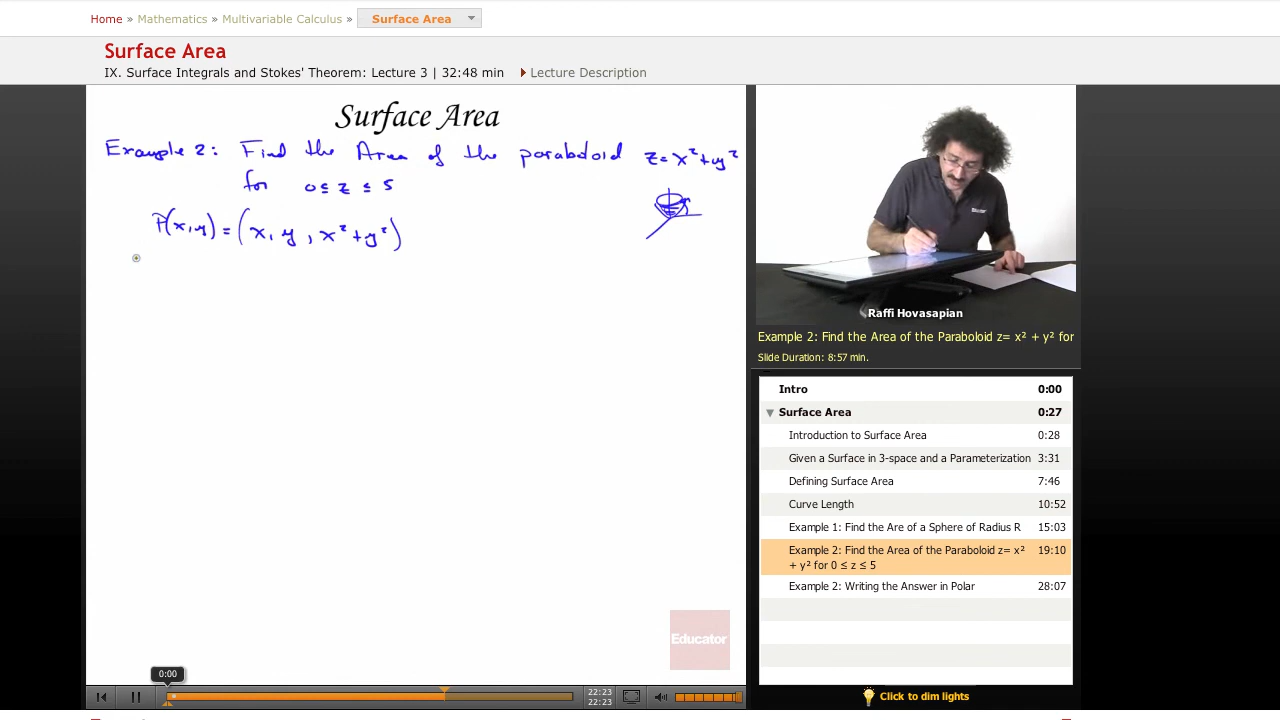 Home » Mathematics » Multivariable Calculus » Surface Area
Surface Area
IX. Surface Integrals and Stokes' Theorem: Lecture 3 | 32:48 min Lecture Description
Surface Area
Example 2: Find the Area of the paraboloid z=x²+y²
for 0≤z≤5
P(x,y)=(x, y, x²+y²)
Educator
0:00
22:23
22:23
Raffi Hovasapian
Example 2: Find the Area of the Paraboloid z= x² + y² for
Slide Duration: 8:57 min.
Intro 0:00
Surface Area 0:27
Introduction to Surface Area 0:28
Given a Surface in 3-space and a Parameterization 3:31
Defining Surface Area 7:46
Curve Length 10:52
Example 1: Find the Are of a Sphere of Radius R 15:03
Example 2: Find the Area of the Paraboloid z= x² 19:10
+ y² for 0 ≤ z ≤ 5
Example 2: Writing the Answer in Polar 28:07
Click to dim lights